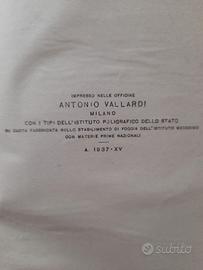 IMPRESSO NELLE OFFICINE
ANTONIO VALLARDI
MILANO
CON I TIPI DELL'ISTITUTO POLIGRAFICO DELLO STATO
SU CARTA FABBRICATA NELLO STABILIMENTO DI FOGGIA DELL'ISTITUTO MEDESIMO
CON MATERIE PRIME NAZIONALI
A. 1937-XV
subito